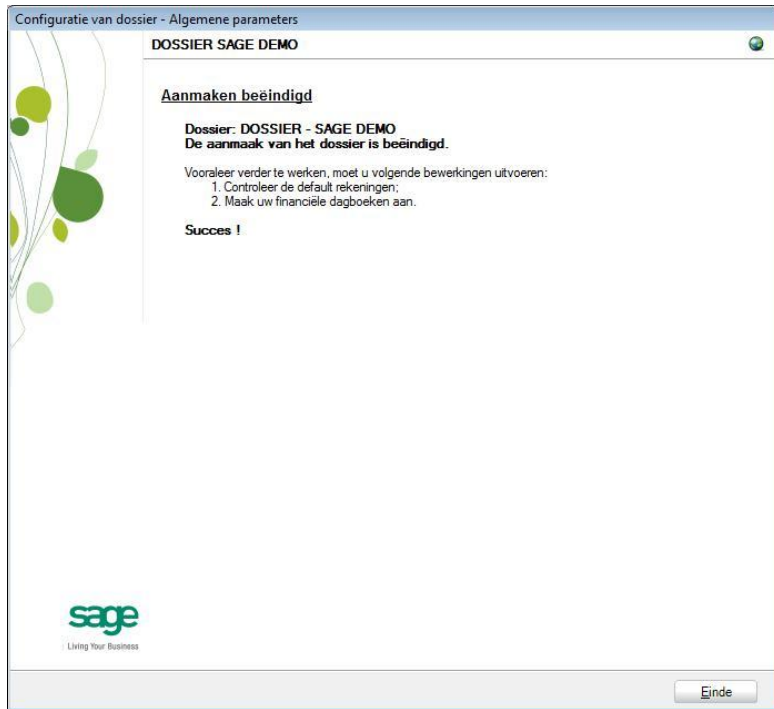 Configuratie van dossier - Algemene parameters
DOSSIER SAGE DEMO
Aanmaken beëindigd
Dossier: DOSSIER - SAGE DEMO
De aanmaak van het dossier is beëindigd.
Vooraleer verder te werken, moet u volgende bewerkingen uitvoeren:
1. Controleer de default rekeningen;
2. Maak uw financiële dagboeken aan.
Succes !
sage
Living Your Business
Einde